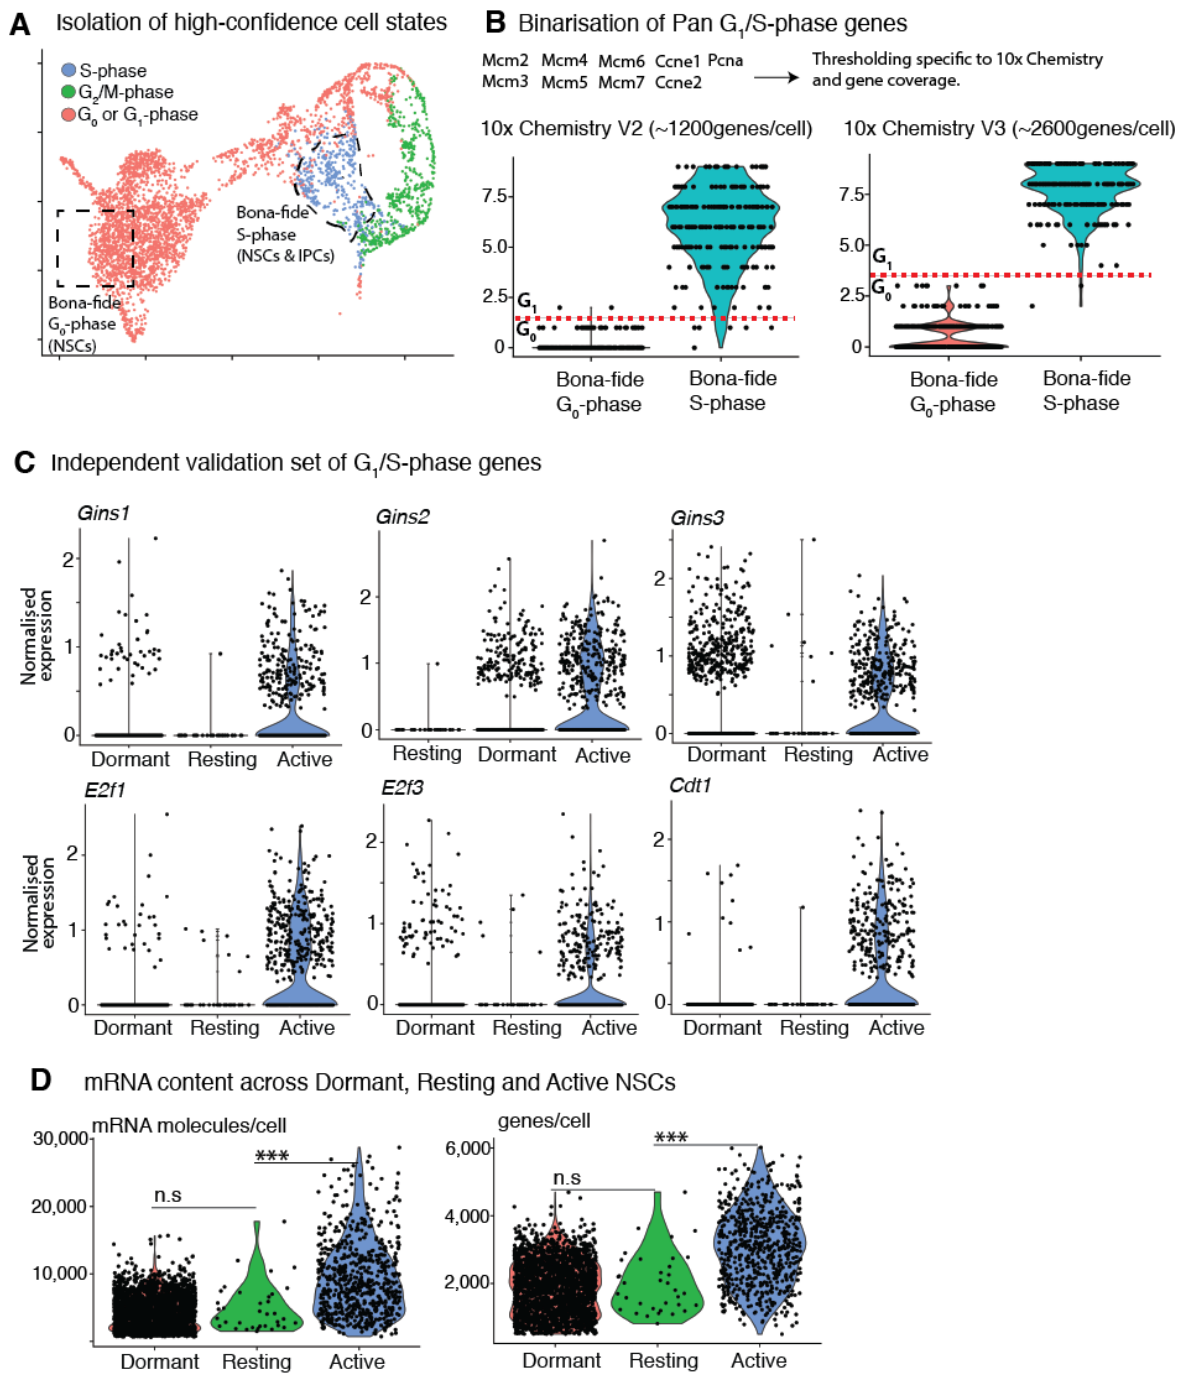 A Isolation of high-confidence cell states
S-phase
G2/M-phase
G0 or G1-phase
Bona-fide
S-phase
(NSCs & IPCs)
Bona-fide
G0-phase
(NSCs)
B Binarisation of Pan G1/S-phase genes
Mcm2 Mcm4 Mcm6 Ccne1 Pcna
Mcm3 Mcm5 Mcm7 Ccne2
Thresholding specific to 10x Chemistry
and gene coverage.
10x Chemistry V2 (~1200genes/cell)
7.5
5.0
2.5
0
G1
G0
Bona-fide
G0-phase
Bona-fide
S-phase
10x Chemistry V3 (~2600genes/cell)
7.5
5.0
2.5
0
G1
G0
Bona-fide
G0-phase
Bona-fide
S-phase
C Independent validation set of G1/S-phase genes
Gins1
Normalised
expression
2
1
0
Dormant Resting Active
Gins2
2
1
0
Resting Dormant Active
Gins3
2
1
0
Dormant Resting Active
E2f1
Normalised
expression
2
1
0
Dormant Resting Active
E2f3
2
1
0
Dormant Resting Active
Cdt1
2
1
0
Dormant Resting Active
D mRNA content across Dormant, Resting and Active NSCs
mRNA molecules/cell
30,000
20,000
10,000
n.s
***
Dormant Resting Active
genes/cell
6,000
4,000
2,000
n.s
***
Dormant Resting Active